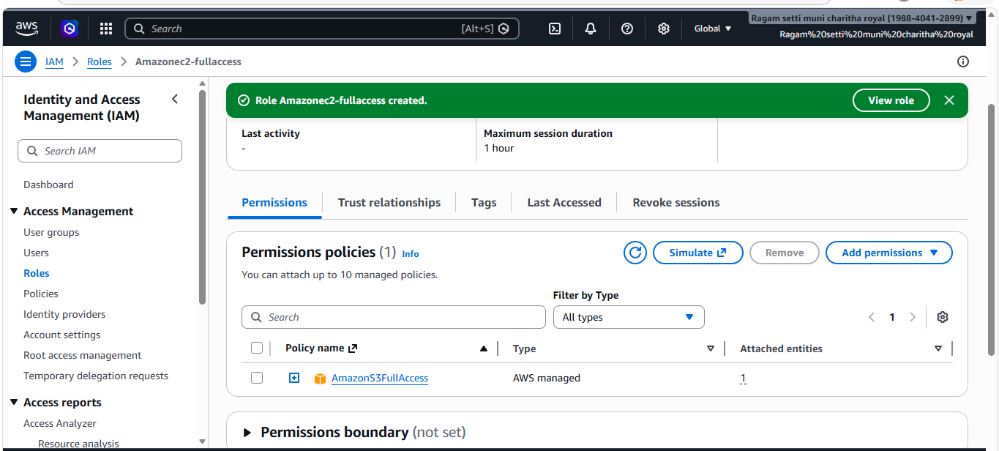 aws
Search
[Alt+S]
Global
Ragam setti muni charitha royal (1988-4041-2899)
Ragam%20setti%20muni%20charitha%20royal
IAM
Roles
Amazonec2-fullaccess
Identity and Access
Management (IAM)
Search IAM
Dashboard
Access Management
User groups
Users
Roles
Policies
Identity providers
Account settings
Root access management
Temporary delegation requests
Access reports
Access Analyzer
Resource analysis
Role Amazonec2-fullaccess created.
View role
Last activity
-
Maximum session duration
1 hour
Permissions
Trust relationships
Tags
Last Accessed
Revoke sessions
Permissions policies (1) Info
Simulate
Remove
Add permissions
You can attach up to 10 managed policies.
Filter by Type
Search
All types
1
Policy name
Type
Attached entities
AmazonS3FullAccess
AWS managed
1
Permissions boundary (not set)